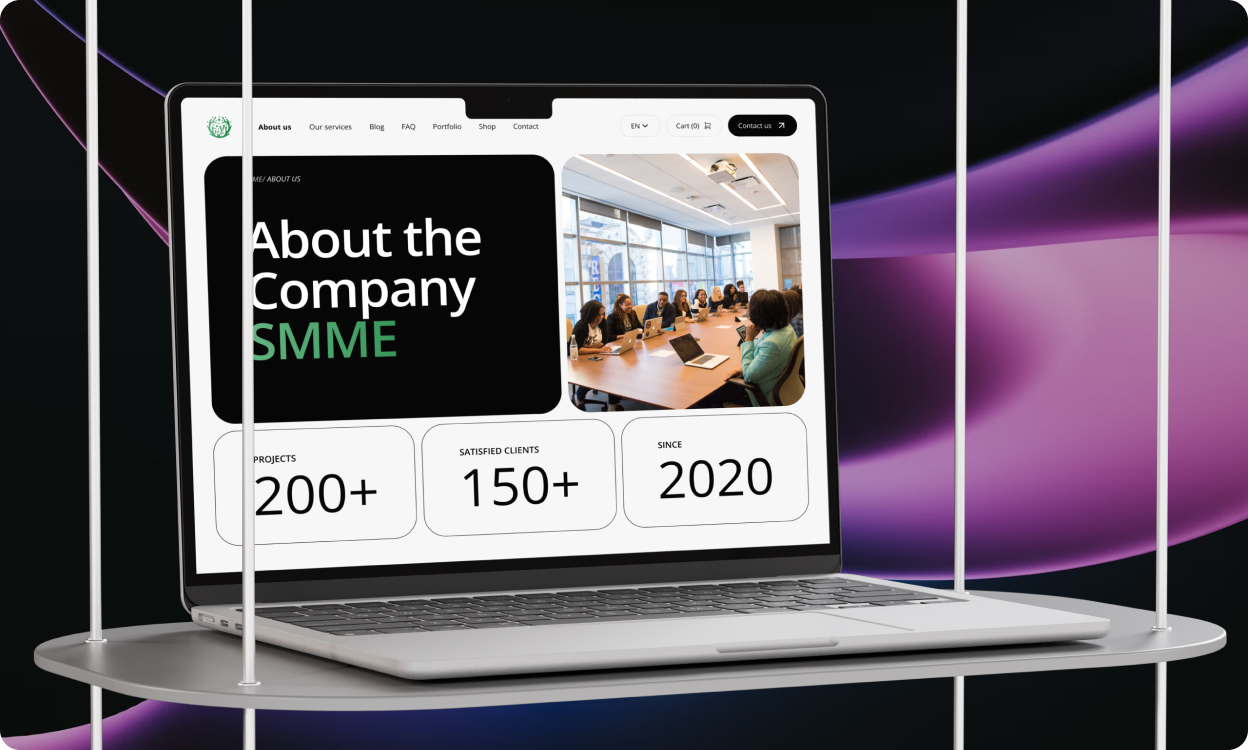 About us
Our services
Blog
FAQ
Portfolio
Shop
Contact
EN
Cart (0)
Contact us
ME/ ABOUT US
About the
Company
SMME
PROJECTS
200+
SATISFIED CLIENTS
150+
SINCE
2020